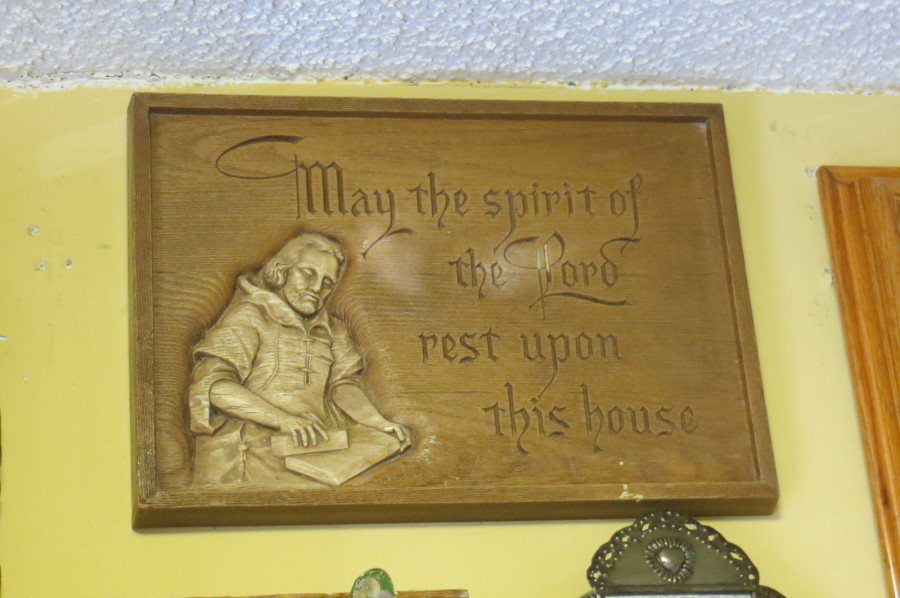 May the spirit of
the Lord
rest upon
this house